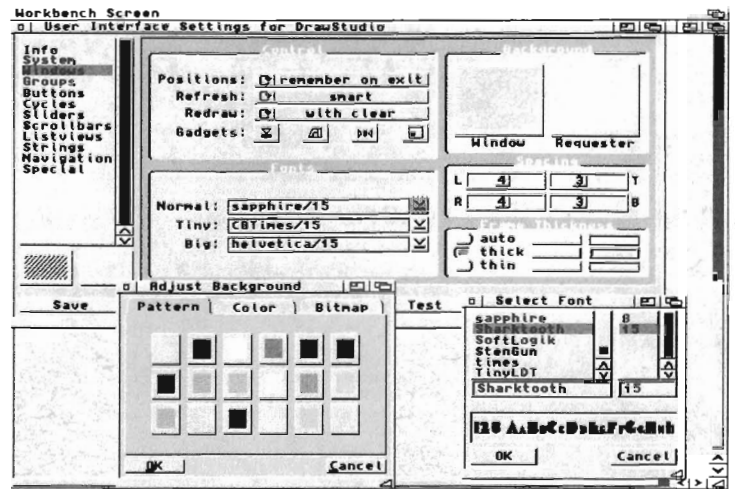 Workbench Screen
User Interface Settings for DrawStudio
Info
System
Windows
Groups
Buttons
Cycles
Sliders
Scrollbars
Listviews
Strings
Navigation
Special
Control
Positions: remember on exit
Refresh: smart
Redraw: with clear
Gadgets:
Background
Window Requester
Fonts
Normal: sapphire/15
Tiny: CBTimes/15
Big: helvetica/15
Spacing
L 4 3 T
R 4 3 B
Frame Thickness
auto
thick
thin
Save
Test
Adjust Background
Pattern Color Bitmap
OK Cancel
Select Font
sapphire 8
Sharktooth 15
SoftLogik
StenGun
times
TinyLDT
Sharktooth 15
OK Cancel